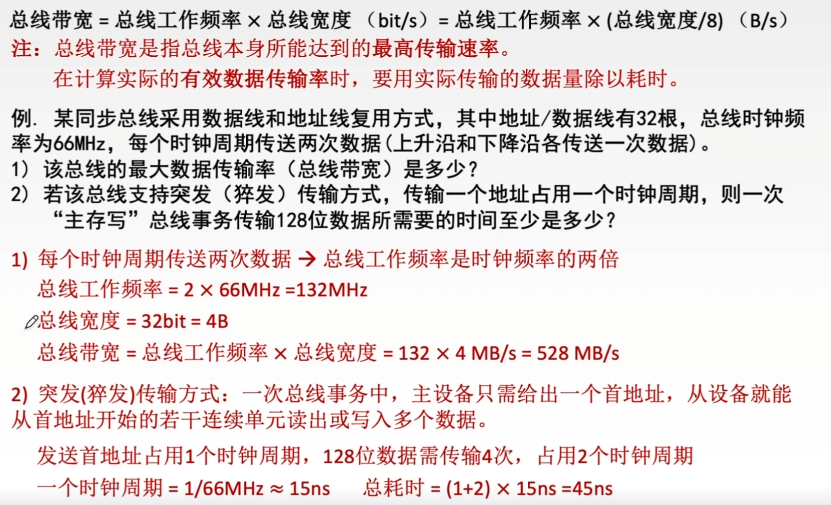 总线带宽 = 总线工作频率 × 总线宽度 （bit/s）= 总线工作频率 × (总线宽度/8) （B/s）
注：总线带宽是指总线本身所能达到的最高传输速率。
在计算实际的有效数据传输率时，要用实际传输的数据量除以耗时。
例. 某同步总线采用数据线和地址线复用方式，其中地址/数据线有32根，总线时钟频
率为66MHz，每个时钟周期传送两次数据(上升沿和下降沿各传送一次数据)。
1）该总线的最大数据传输率（总线带宽）是多少？
2）若该总线支持突发（猝发）传输方式，传输一个地址占用一个时钟周期，则一次
“主存写”总线事务传输128位数据所需要的时间至少是多少？
1) 每个时钟周期传送两次数据 → 总线工作频率是时钟频率的两倍
总线工作频率 = 2 × 66MHz =132MHz
总线宽度 = 32bit = 4B
总线带宽 = 总线工作频率 × 总线宽度 = 132 × 4 MB/s = 528 MB/s
2) 突发(猝发)传输方式：一次总线事务中，主设备只需给出一个首地址，从设备就能
从首地址开始的若干连续单元读出或写入多个数据。
发送首地址占用1个时钟周期，128位数据需传输4次，占用2个时钟周期
一个时钟周期 = 1/66MHz ≈ 15ns 总耗时 = (1+2) × 15ns =45ns